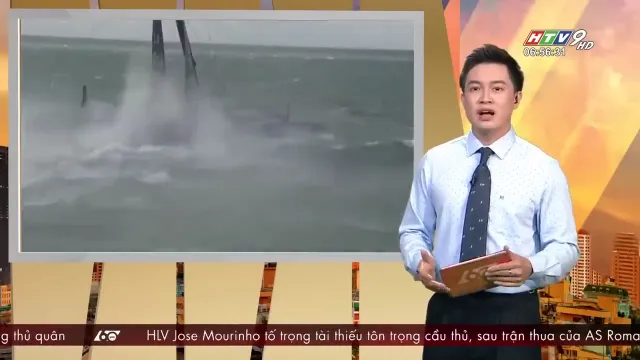 HTV9 HD
06:56:31
60
g thủ quân
60
HLV Jose Mourinho tố trọng tài thiếu tôn trọng cầu thủ, sau trận thua của AS Roma